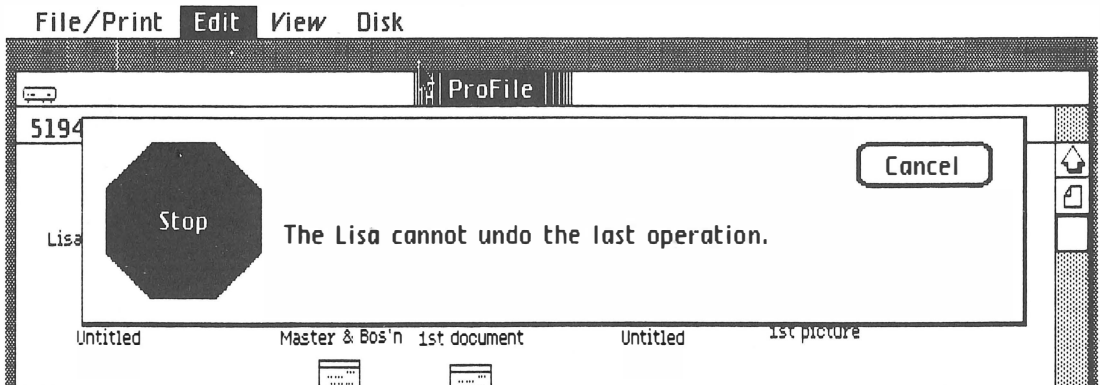 File/Print Edit View Disk
ProFile
5194
Cancel
Stop
The Lisa cannot undo the last operation.
Lisa
Untitled Master & Bos'n 1st document Untitled 1st picture